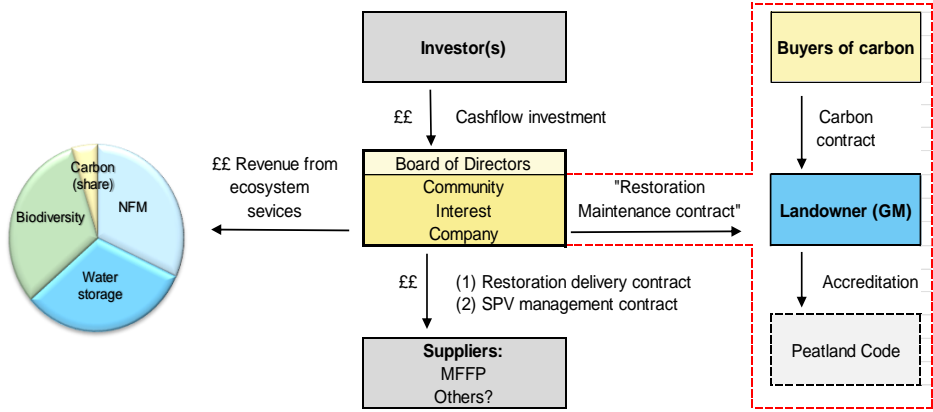 Investor(s)
££
Cashflow investment
Buyers of carbon
Carbon
contract
Carbon
(share)
Biodiversity
NFM
Water
storage
££ Revenue from
ecosystem
sevices
Board of Directors
Community
Interest
Company
"Restoration
Maintenance contract"
Landowner (GM)
££
(1) Restoration delivery contract
(2) SPV management contract
Accreditation
Suppliers:
MFFP
Others?
Peatland Code